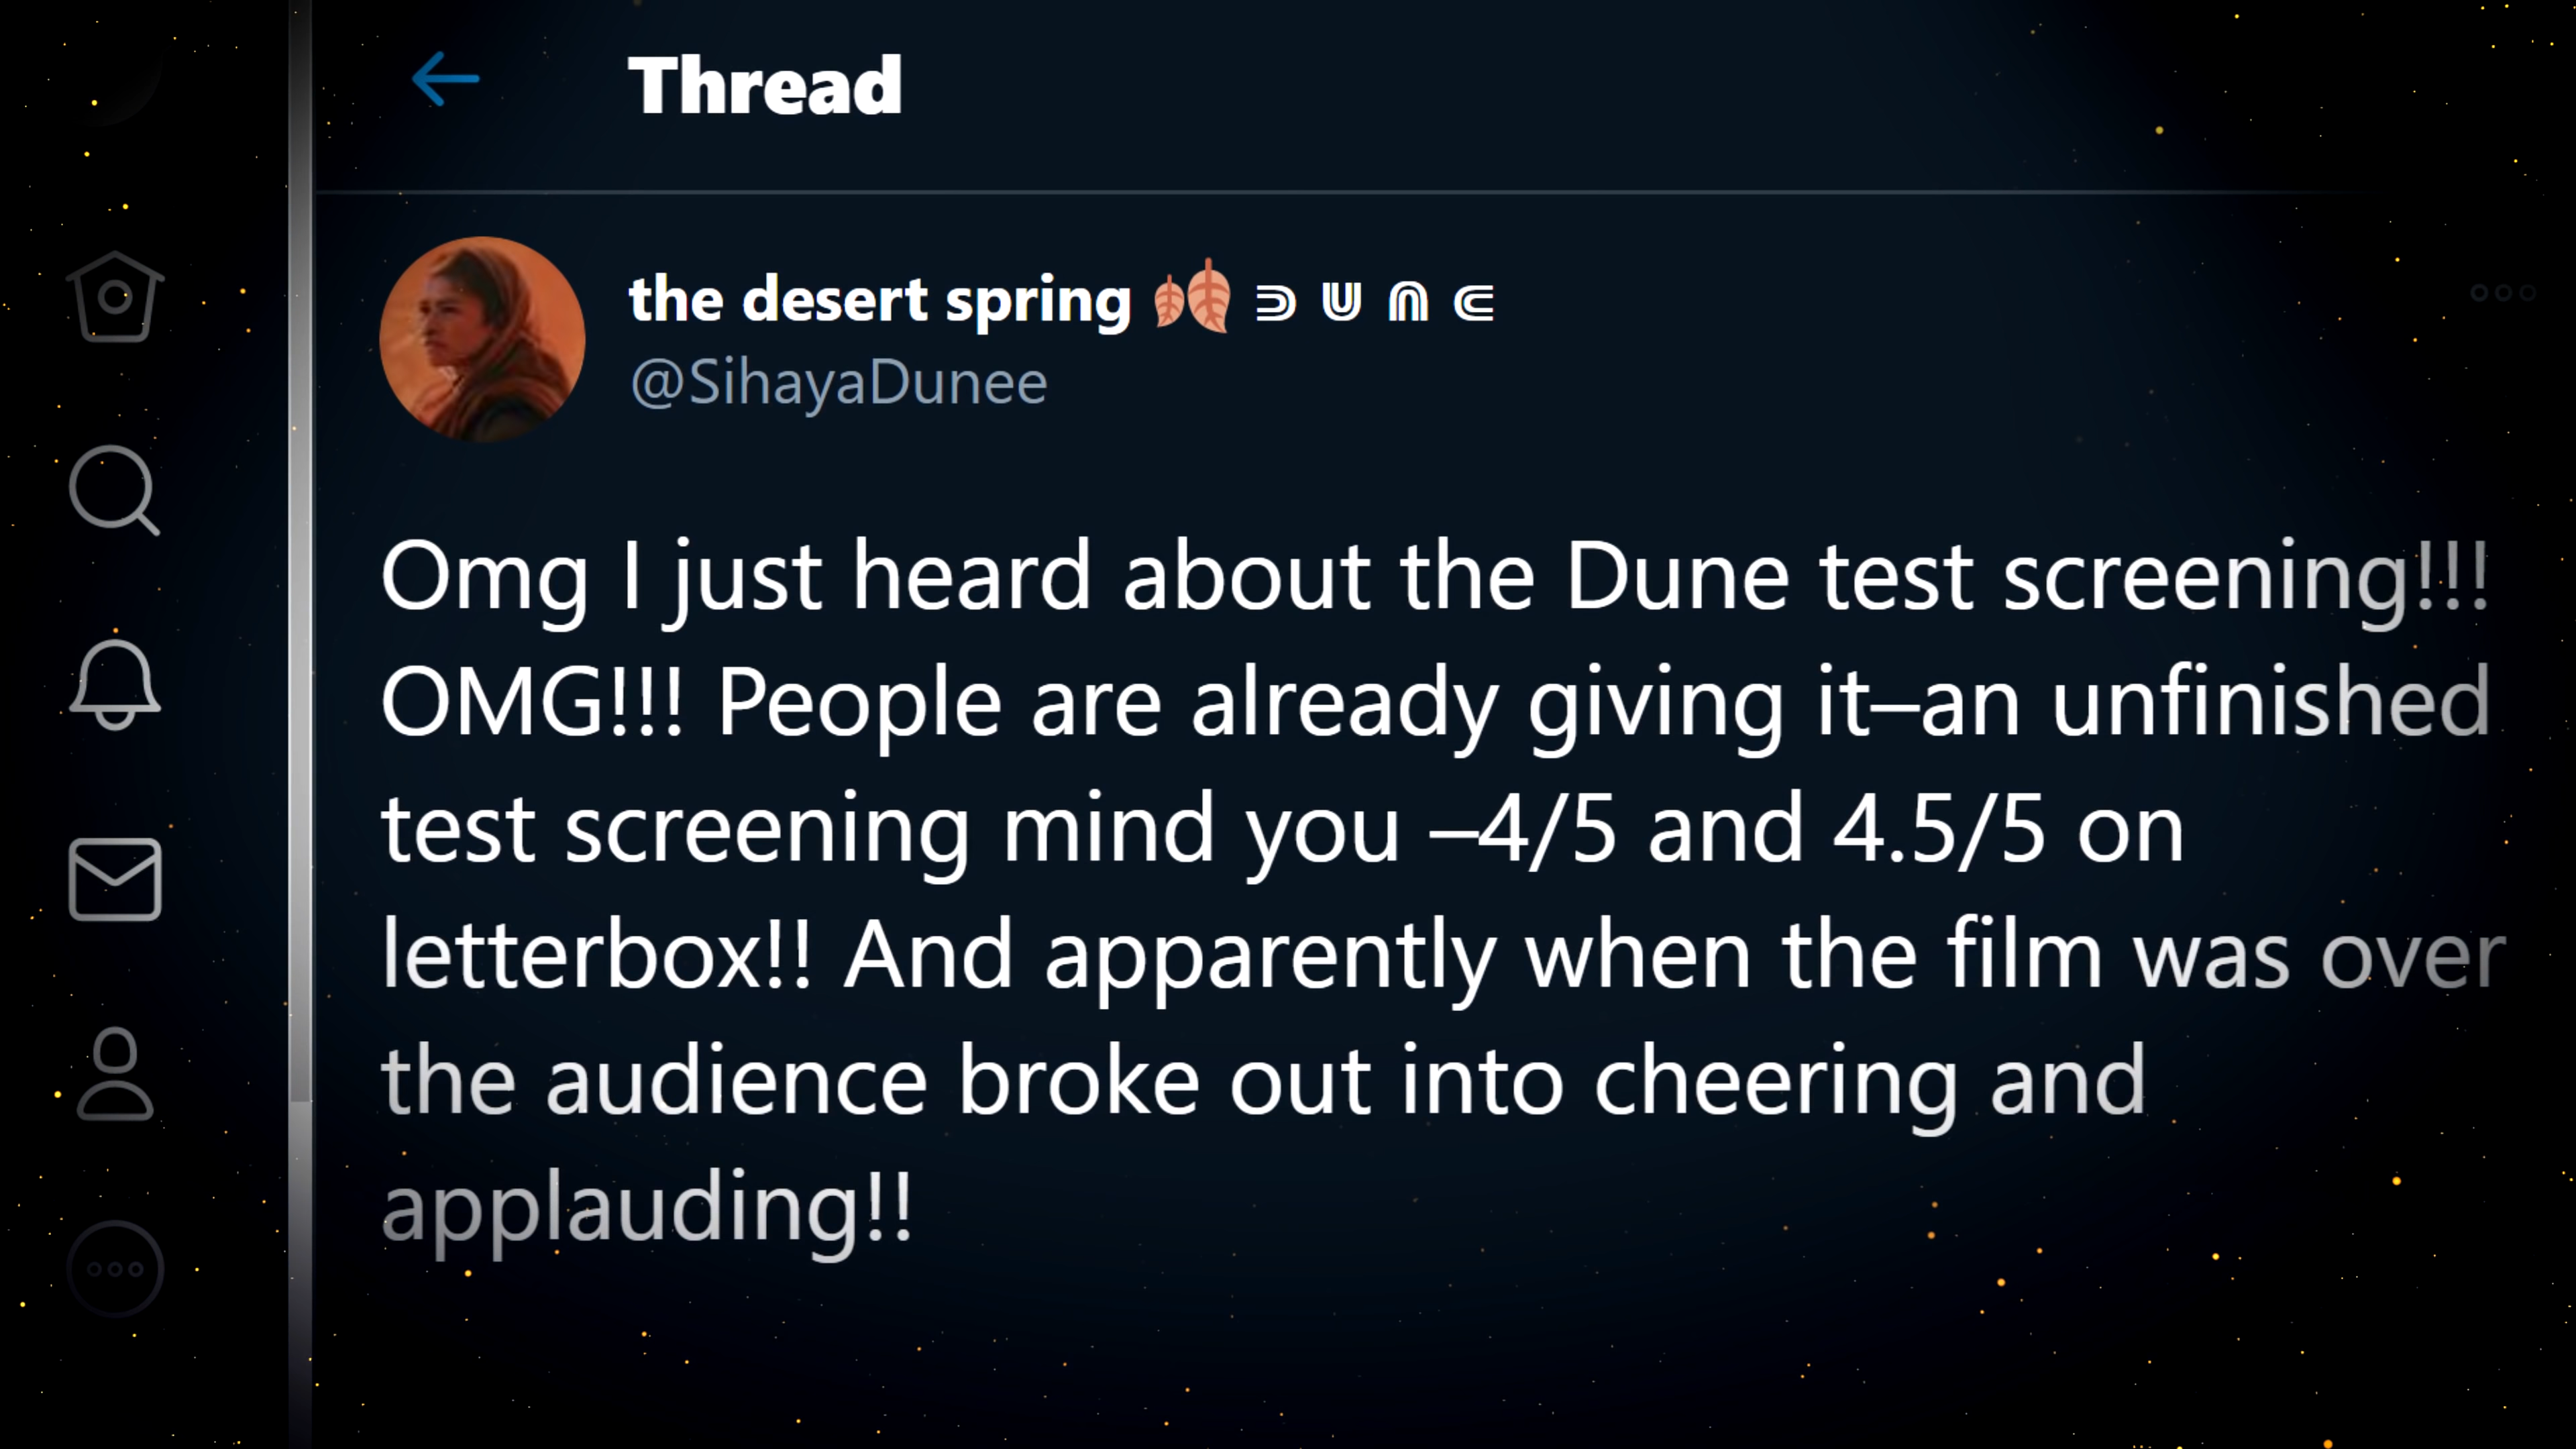 Thread
the desert spring 🍂 ⋑ ⋓ ⋒ ⋐
@SihayaDunee
Omg I just heard about the Dune test screening!!!
OMG!!! People are already giving it–an unfinished
test screening mind you –4/5 and 4.5/5 on
letterbox!! And apparently when the film was over
the audience broke out into cheering and
applauding!!